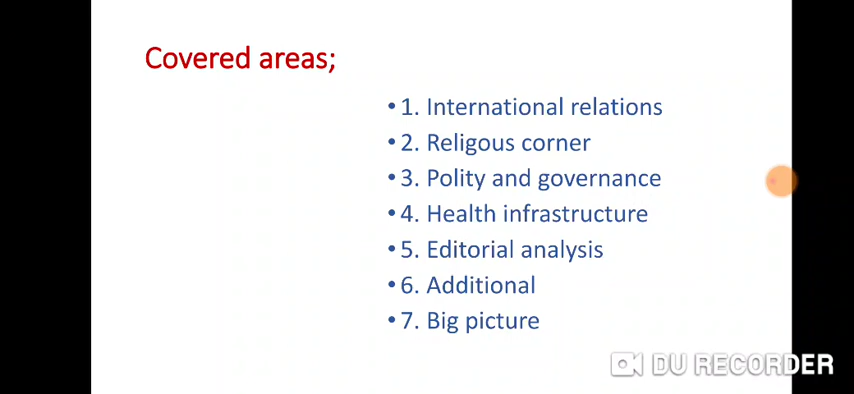 Covered areas;
• 1. International relations
• 2. Religous corner
• 3. Polity and governance
• 4. Health infrastructure
• 5. Editorial analysis
• 6. Additional
• 7. Big picture
DU RECORDER